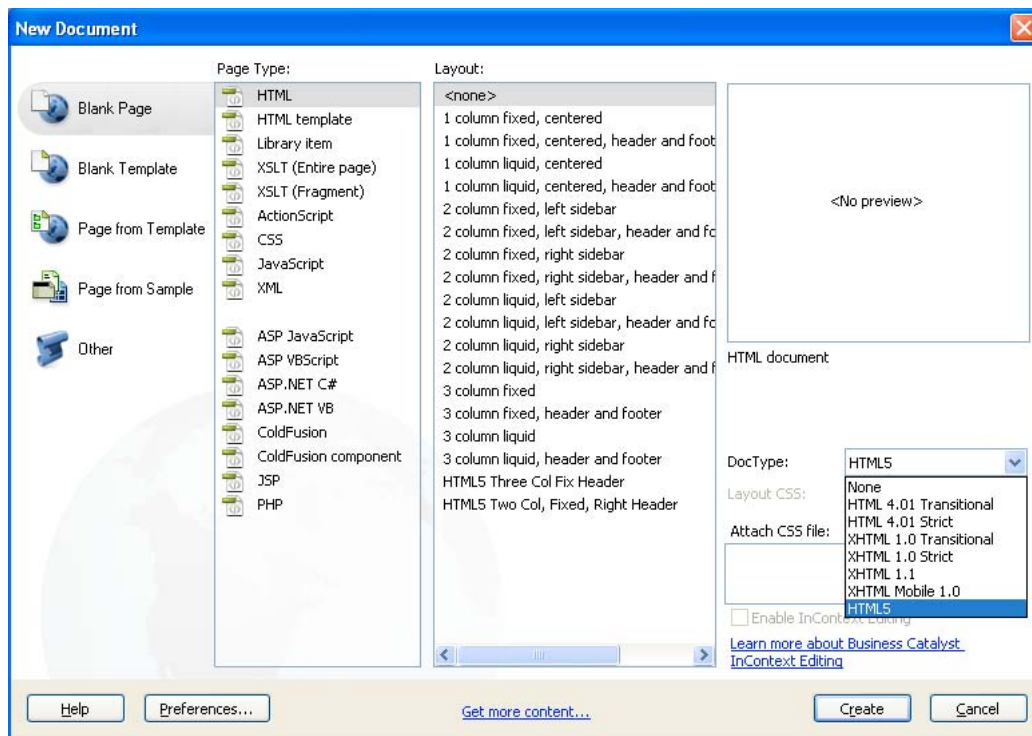 New Document
Blank Page
Blank Template
Page from Template
Page from Sample
Other
Page Type:
HTML
HTML template
Library item
XSLT (Entire page)
XSLT (Fragment)
ActionScript
CSS
JavaScript
XML
ASP JavaScript
ASP VBScript
ASP.NET C#
ASP.NET VB
ColdFusion
ColdFusion component
JSP
PHP
Layout:
<none>
1 column fixed, centered
1 column fixed, centered, header and foot
1 column liquid, centered
1 column liquid, centered, header and foot
2 column fixed, left sidebar
2 column fixed, left sidebar, header and fo
2 column fixed, right sidebar
2 column fixed, right sidebar, header and f
2 column liquid, left sidebar
2 column liquid, left sidebar, header and fo
2 column liquid, right sidebar
2 column liquid, right sidebar, header and f
3 column fixed
3 column fixed, header and footer
3 column liquid
3 column liquid, header and footer
HTML5 Three Col Fix Header
HTML5 Two Col, Fixed, Right Header
<No preview>
HTML document
DocType:
HTML5
None
HTML 4.01 Transitional
HTML 4.01 Strict
XHTML 1.0 Transitional
XHTML 1.0 Strict
XHTML 1.1
XHTML Mobile 1.0
HTML5
Layout CSS:
Attach CSS file:
Enable InContext Editing
Learn more about Business Catalyst
InContext Editing
Help
Preferences...
Get more content...
Create
Cancel